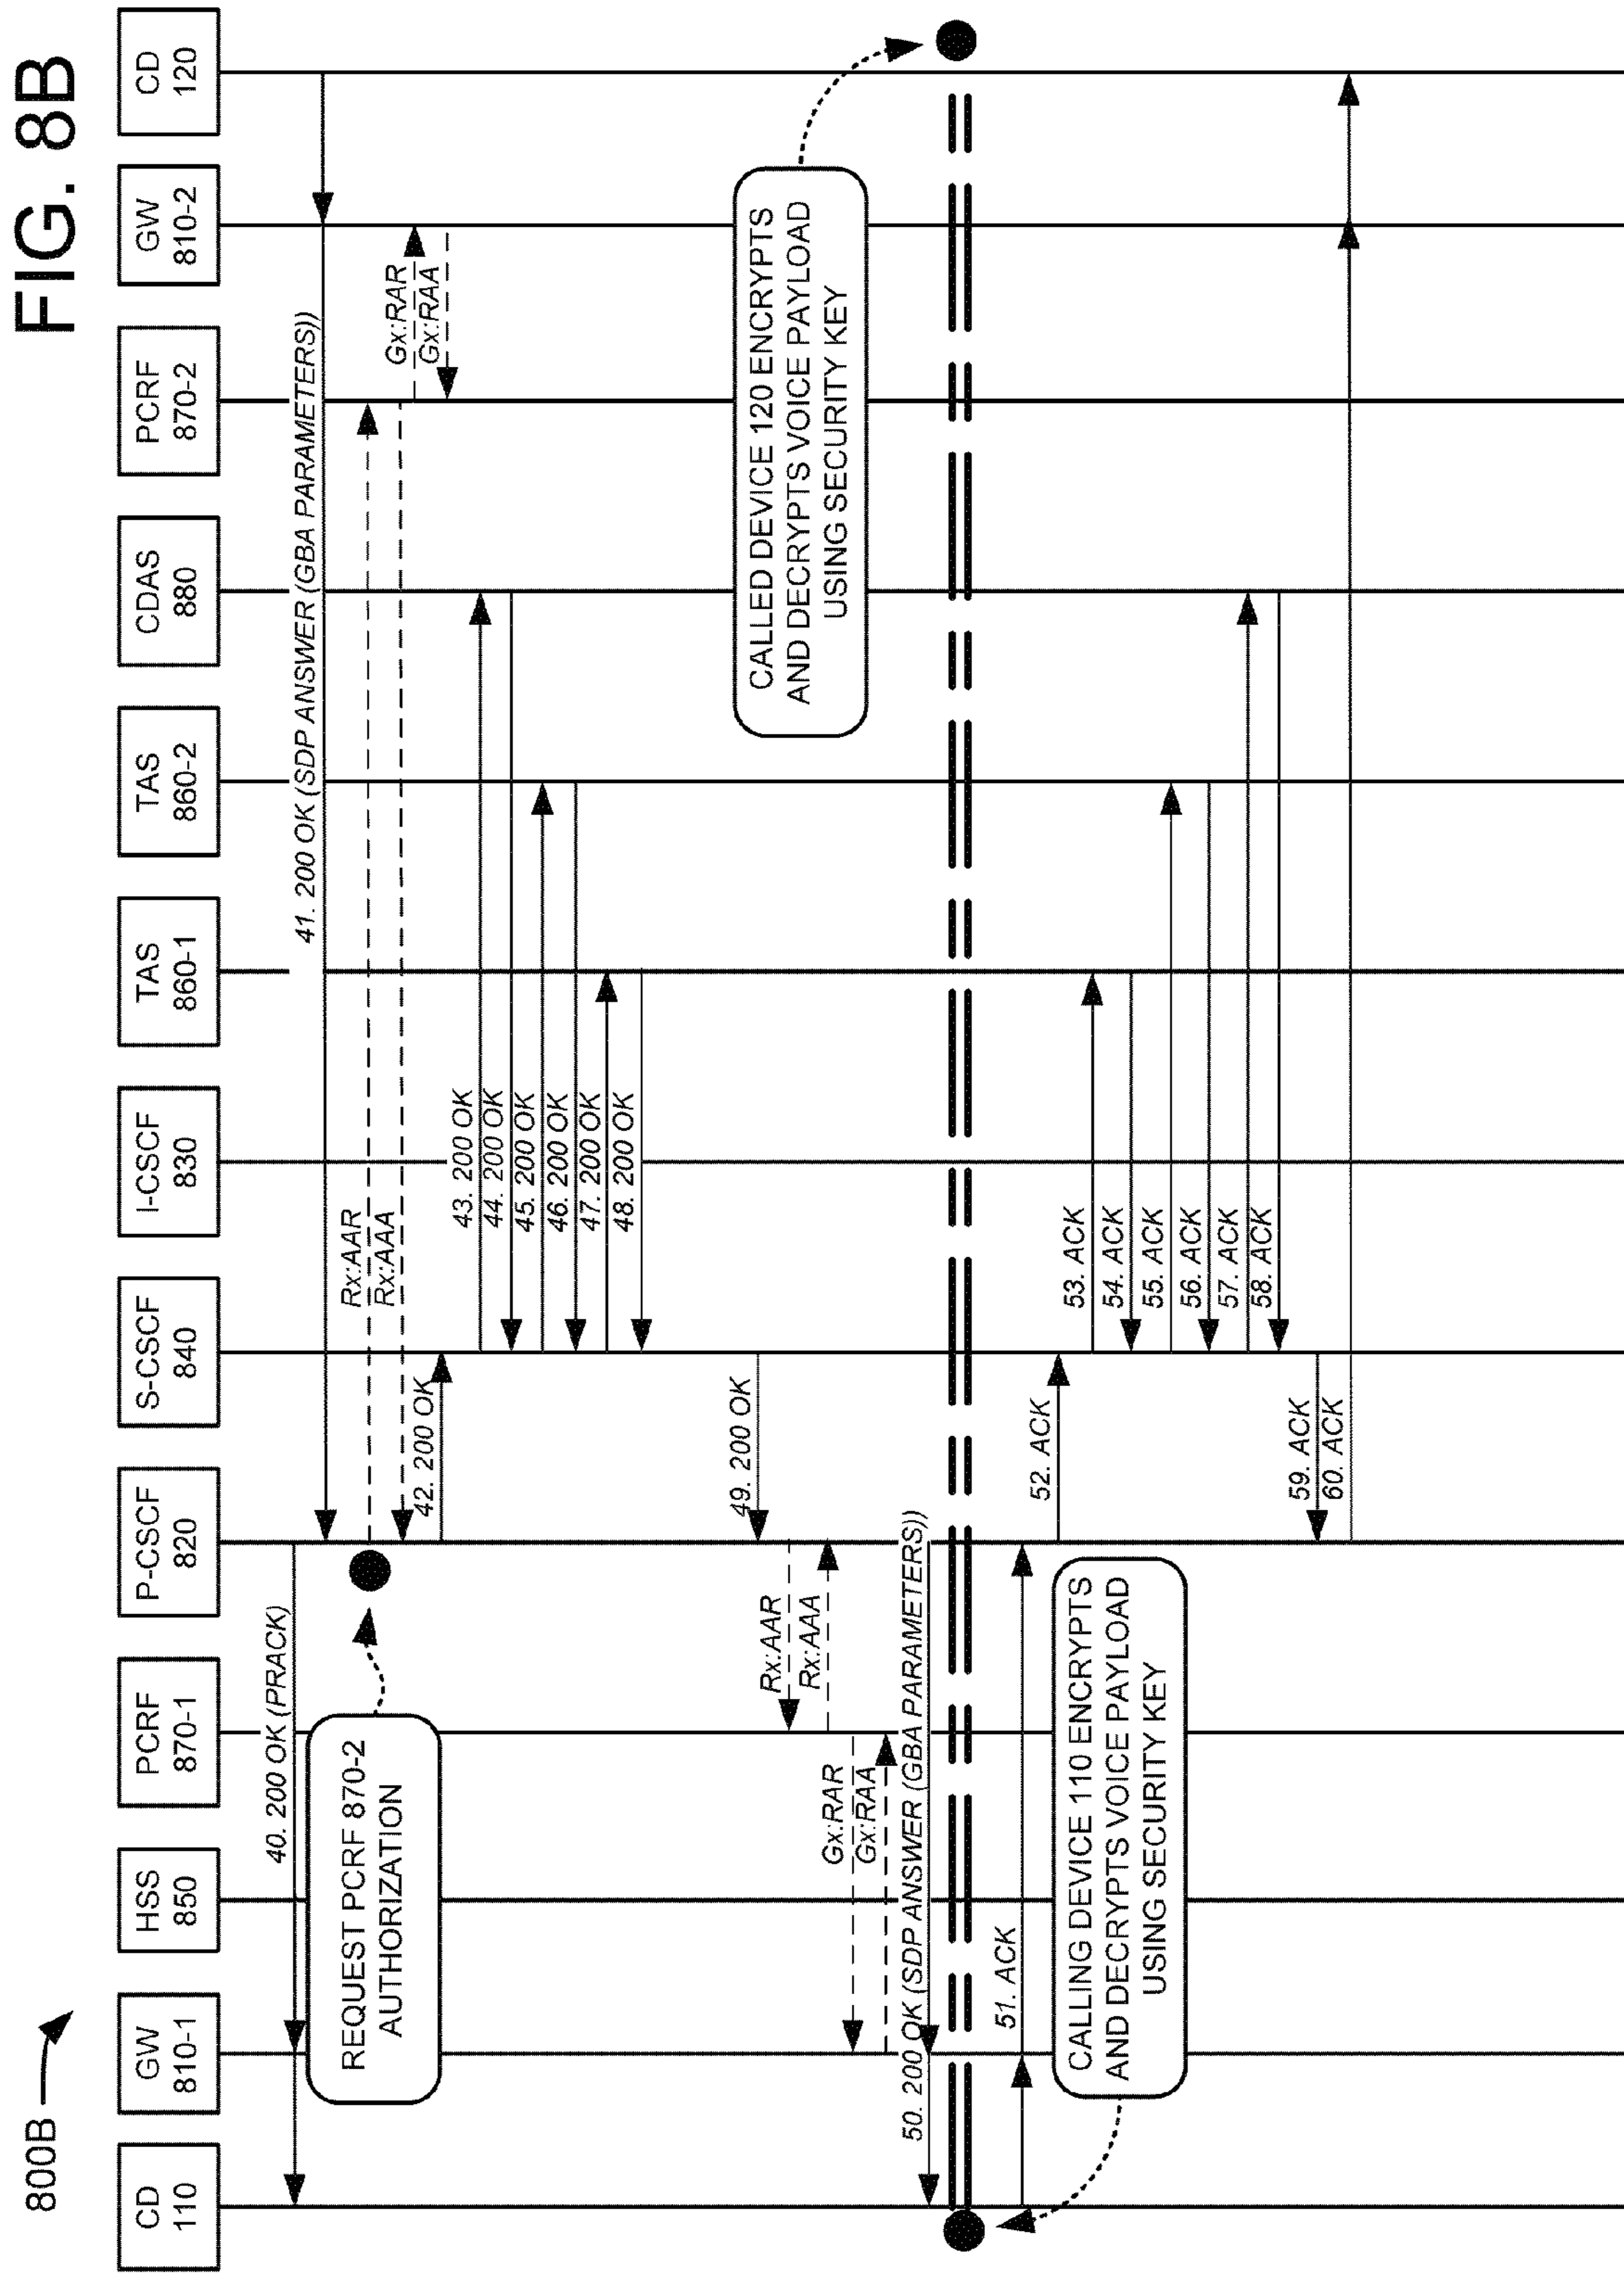 FIG. 8B
800B
CD
110
GW
810-1
HSS
850
PCRF
870-1
P-CSCF
820
S-CSCF
840
I-CSCF
830
TAS
860-1
TAS
860-2
CDAS
880
PCRF
870-2
GW
810-2
CD
120
40. 200 OK (PRACK)
41. 200 OK (SDP ANSWER (GBA PARAMETERS))
REQUEST PCRF 870-2
AUTHORIZATION
Rx:AAR
Rx:AAA
Gx:RAR
Gx:RAA
42. 200 OK
43. 200 OK
44. 200 OK
45. 200 OK
46. 200 OK
47. 200 OK
48. 200 OK
49. 200 OK
CALLED DEVICE 120 ENCRYPTS
AND DECRYPTS VOICE PAYLOAD
USING SECURITY KEY
Rx:AAR
Rx:AAA
Gx:RAR
Gx:RAA
50. 200 OK (SDP ANSWER (GBA PARAMETERS))
51. ACK
52. ACK
CALLING DEVICE 110 ENCRYPTS
AND DECRYPTS VOICE PAYLOAD
USING SECURITY KEY
53. ACK
54. ACK
55. ACK
56. ACK
57. ACK
58. ACK
59. ACK
60. ACK